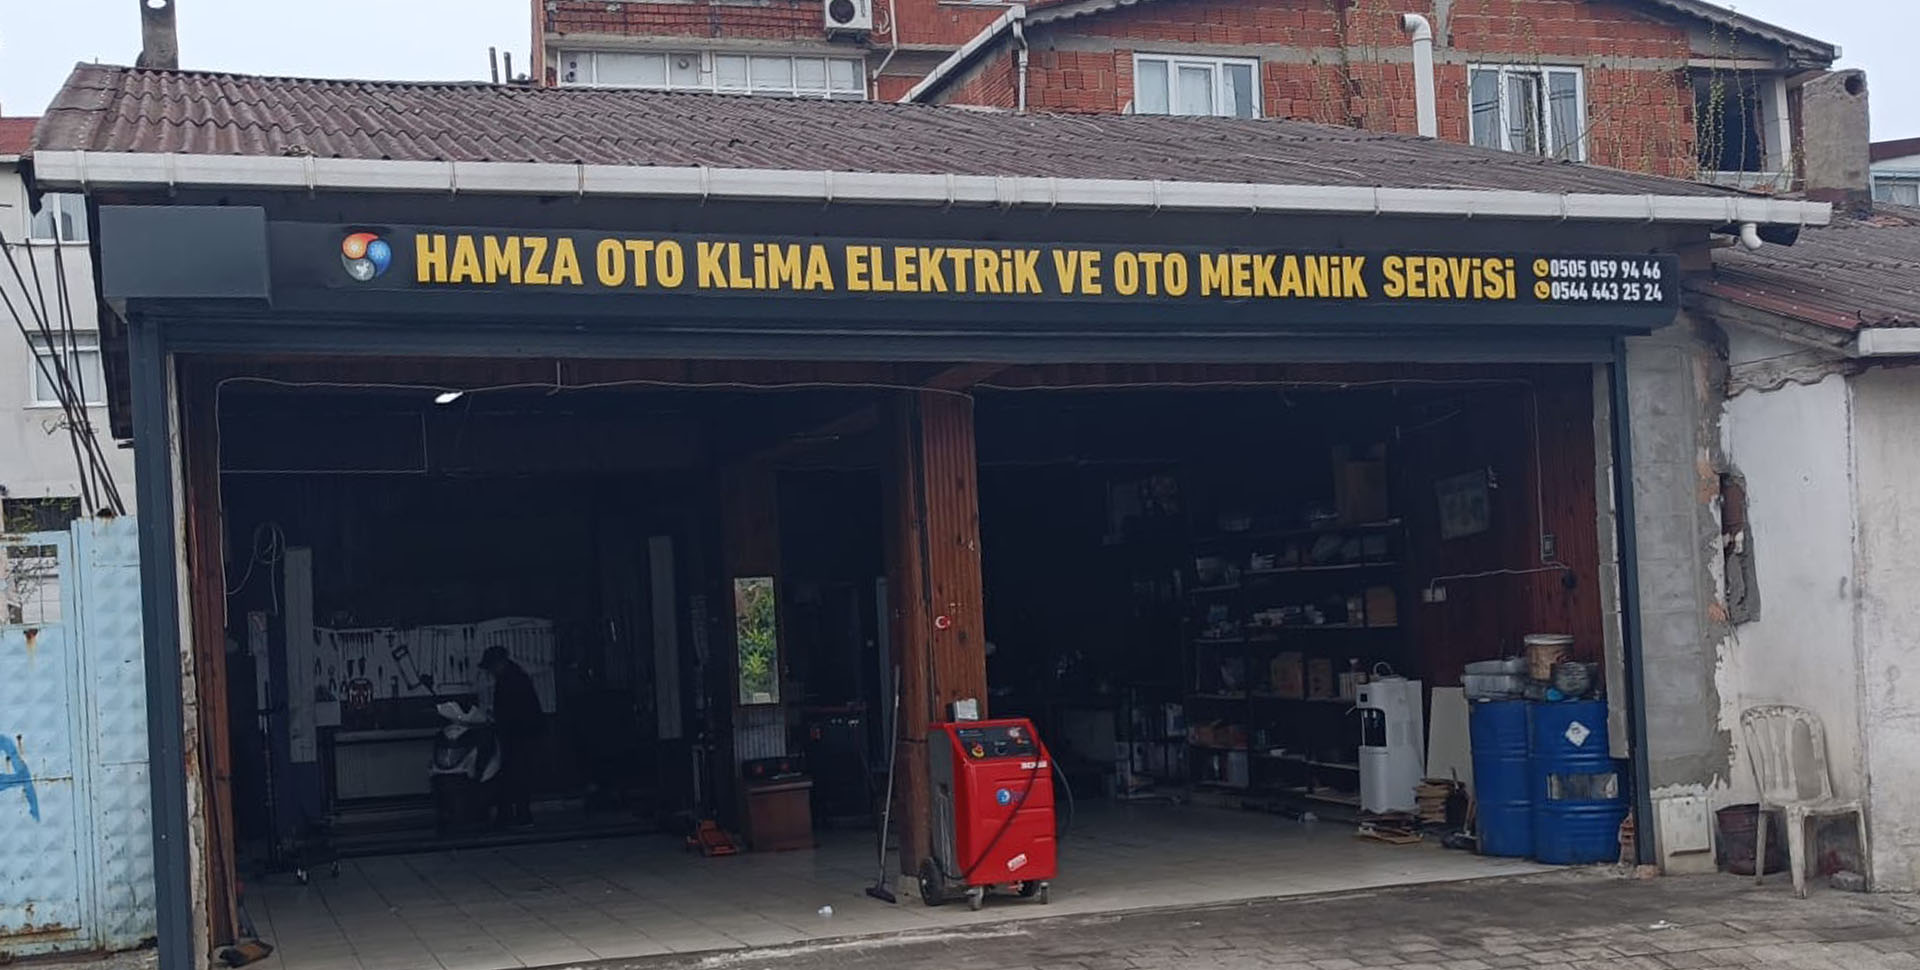 HAMZA OTO KLiMA ELEKTRiK VE OTO MEKANiK SERViSi
0505 059 94 46
0544 443 25 24